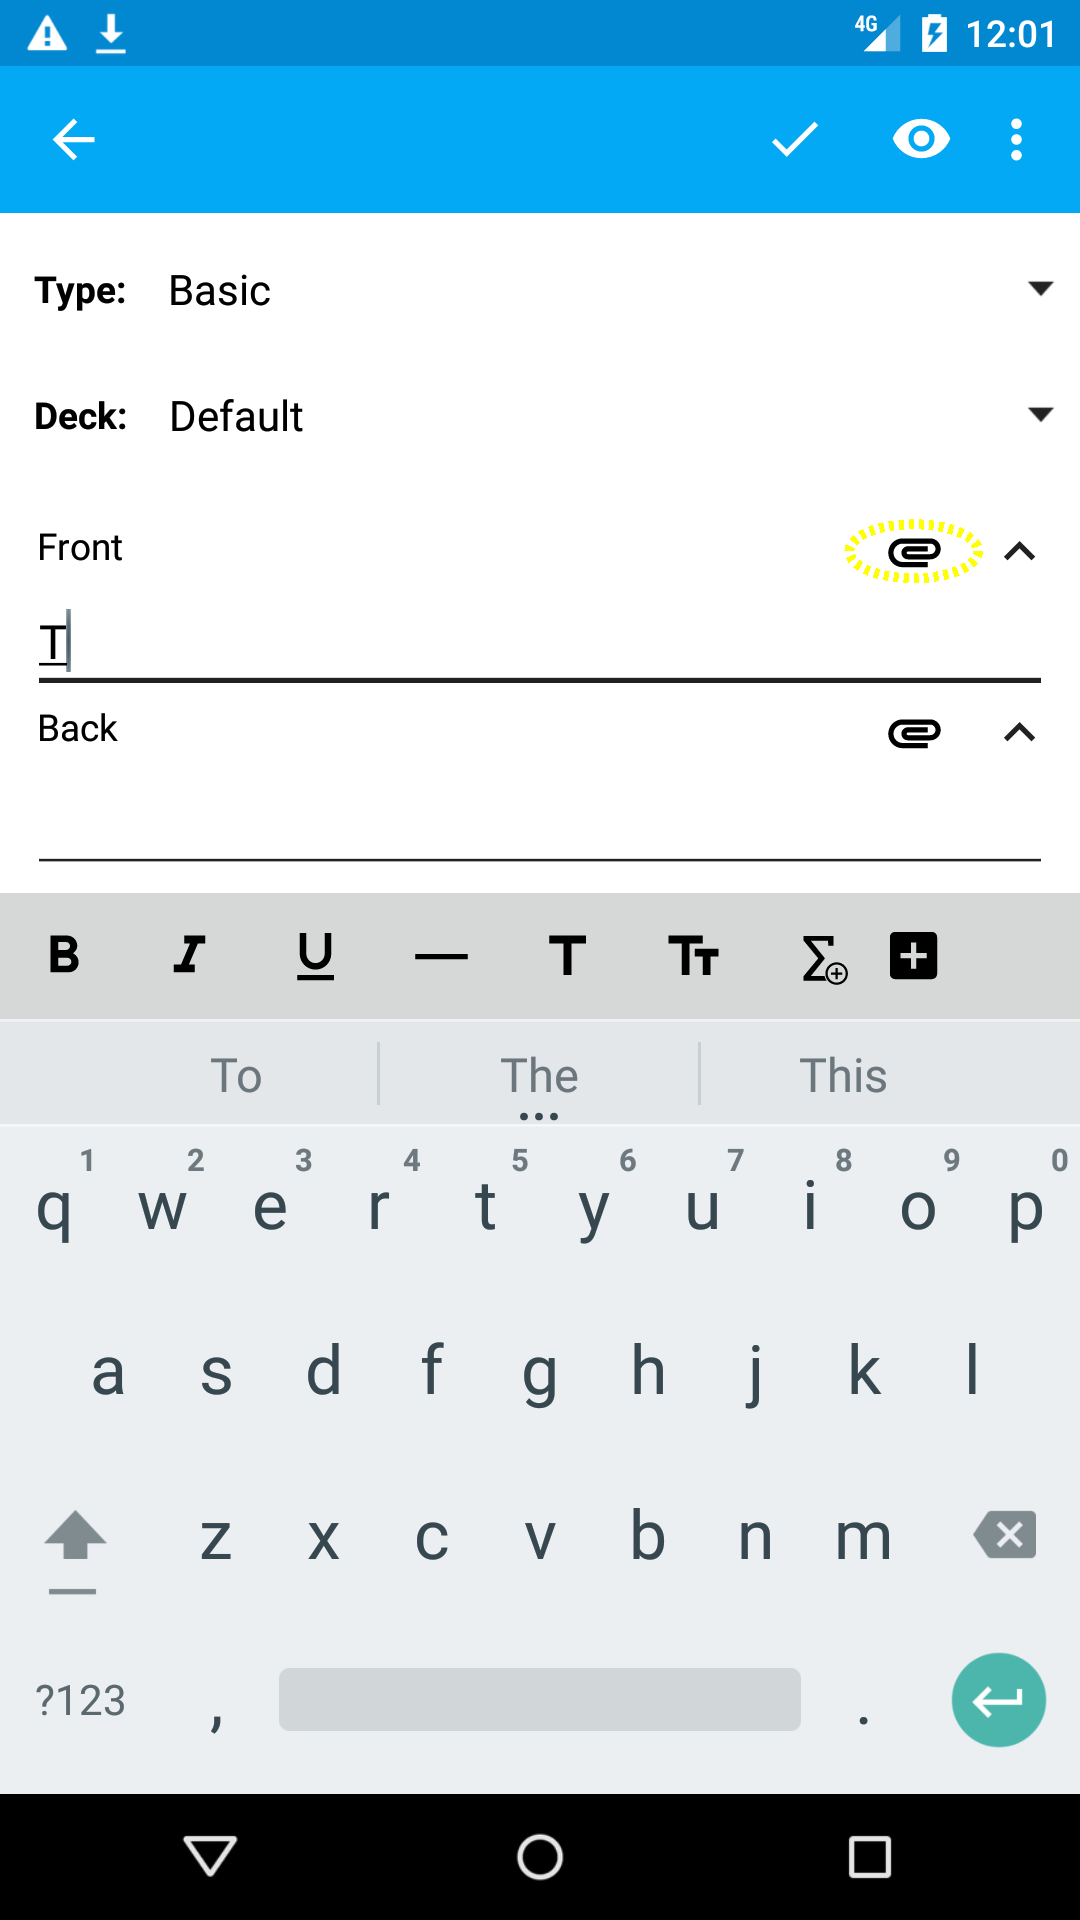 4G 12:01
Type: Basic
Deck: Default
Front
T
Back
B I U T TT
To The This
1 2 3 4 5 6 7 8 9 0
q w e r t y u i o p
a s d f g h j k l
z x c v b n m
?123 , .